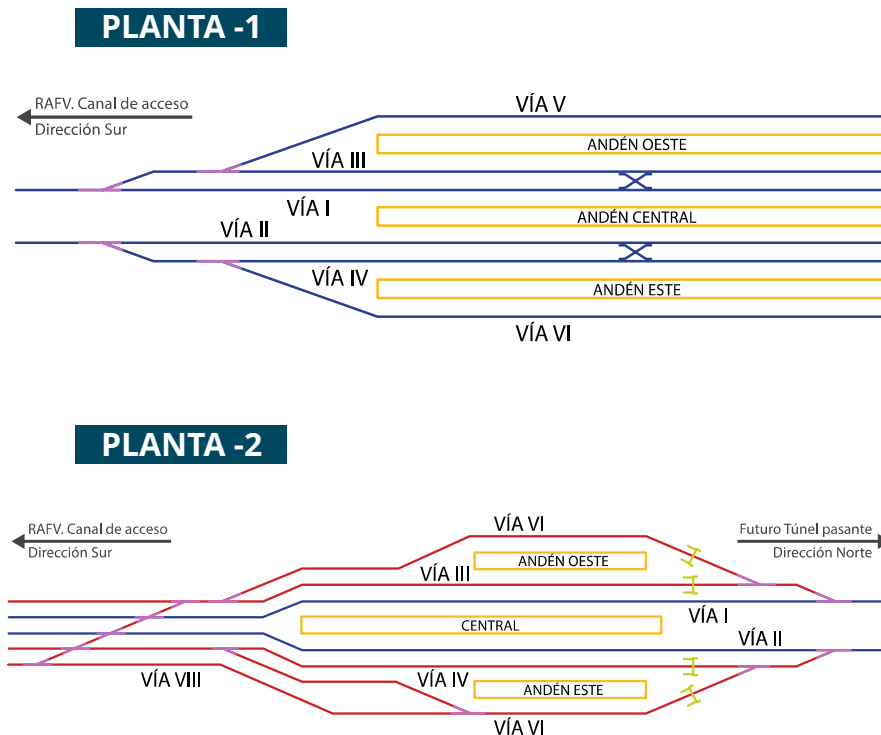 PLANTA -1
RAFV. Canal de acceso
Dirección Sur
VÍA V
ANDÉN OESTE
VÍA III
VÍA I
ANDÉN CENTRAL
VÍA II
VÍA IV
ANDÉN ESTE
VÍA VI
PLANTA -2
RAFV. Canal de acceso
Dirección Sur
VÍA VI
Futuro Túnel pasante
Dirección Norte
ANDÉN OESTE
VÍA III
VÍA I
CENTRAL
VÍA II
VÍA VIII
VÍA IV
ANDÉN ESTE
VÍA VI